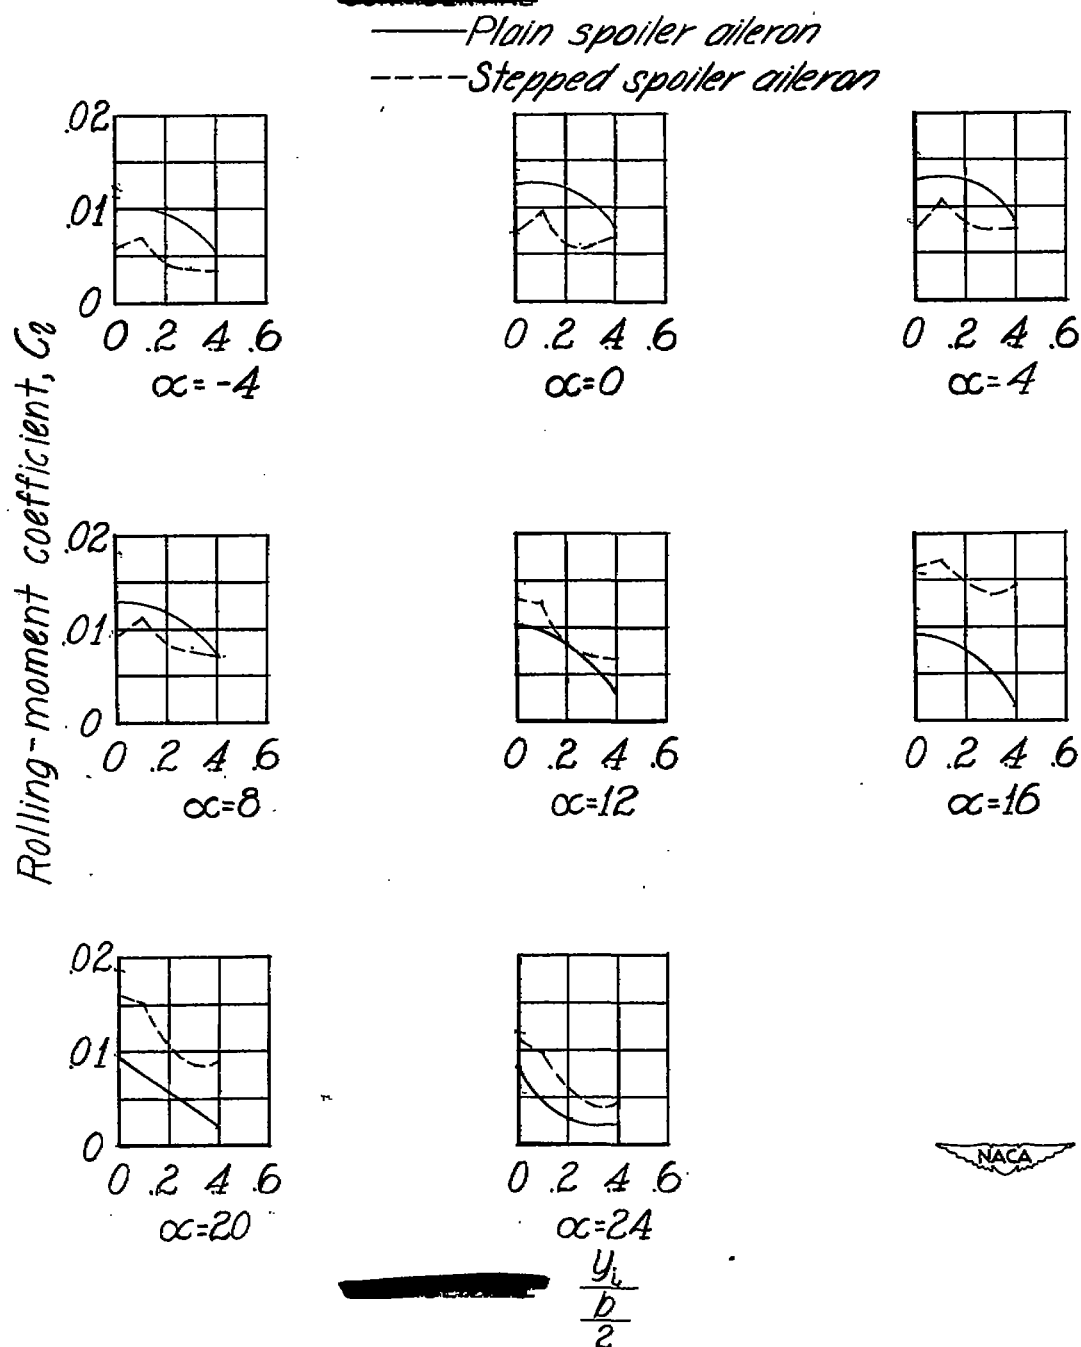 Plain spoiler aileron
Stepped spoiler aileron
Rolling-moment coefficient, Cl
.02
.01
0
0 .2 .4 .6
α=-4
0 .2 .4 .6
α=0
0 .2 .4 .6
α=4
.02
.01
0
0 .2 .4 .6
α=8
0 .2 .4 .6
α=12
0 .2 .4 .6
α=16
.02
.01
0
0 .2 .4 .6
α=20
0 .2 .4 .6
α=24
NACA
yi
b
2